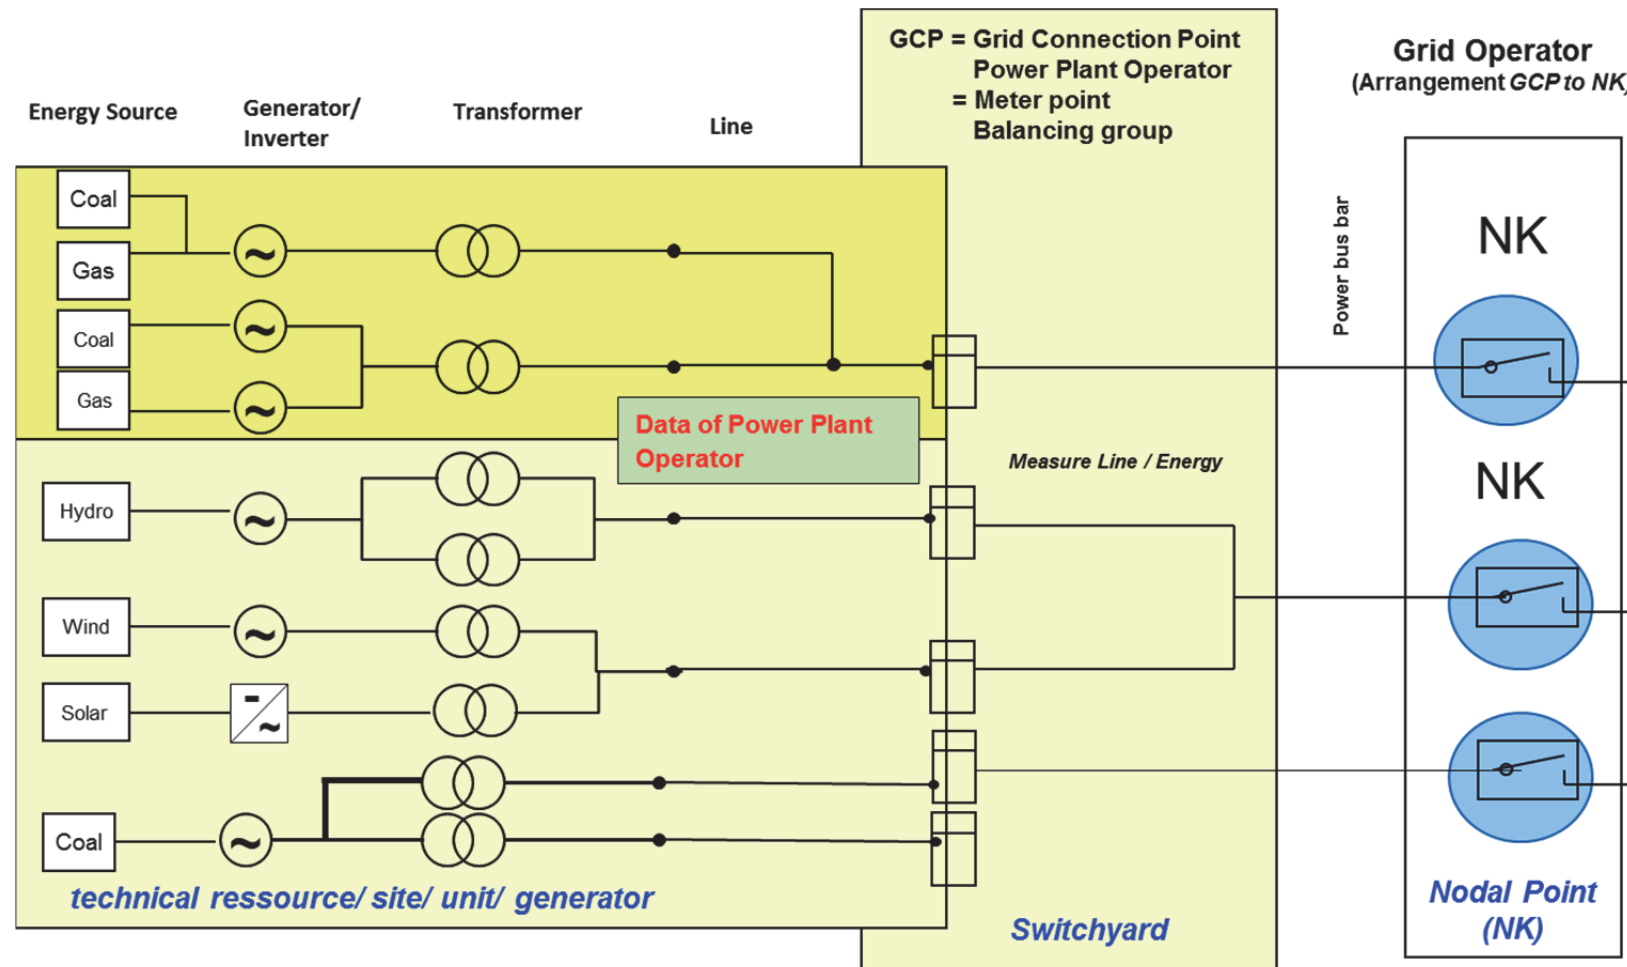 GCP = Grid Connection Point
Power Plant Operator
= Meter point
Balancing group
Grid Operator
(Arrangement GCP to NK)
Energy Source
Generator/
Inverter
Transformer
Line
Coal
Gas
Coal
Gas
Power bus bar
NK
Data of Power Plant
Operator
Measure Line / Energy
NK
Hydro
Wind
Solar
Coal
technical ressource/ site/ unit/ generator
Switchyard
Nodal Point
(NK)